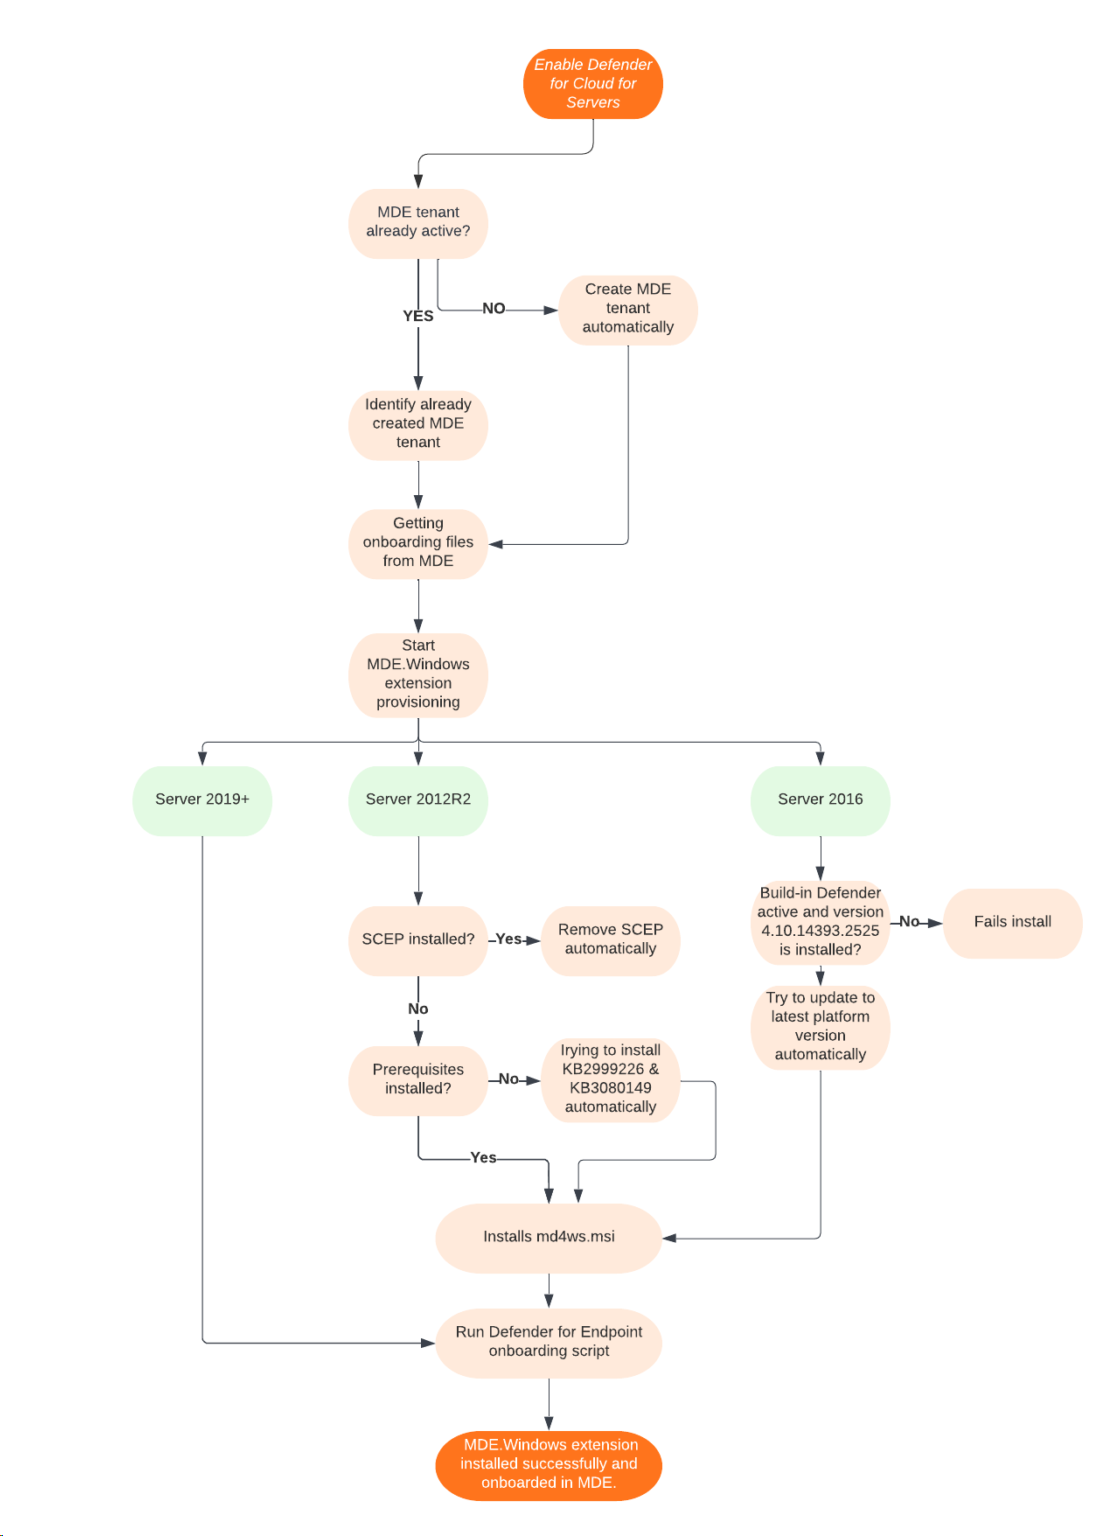 Enable Defender
for Cloud for
Servers
MDE tenant
already active?
YES
NO
Create MDE
tenant
automatically
Identify already
created MDE
tenant
Getting
onboarding files
from MDE
Start
MDE.Windows
extension
provisioning
Server 2019+
Server 2012R2
Server 2016
SCEP installed?
Yes
Remove SCEP
automatically
Build-in Defender
active and version
4.10.14393.2525
is installed?
No
Fails install
No
Try to update to
latest platform
version
automatically
Prerequisites
installed?
No
Irying to install
KB2999226 &
KB3080149
automatically
Yes
Installs md4ws.msi
Run Defender for Endpoint
onboarding script
MDE.Windows extension
installed successfully and
onboarded in MDE.